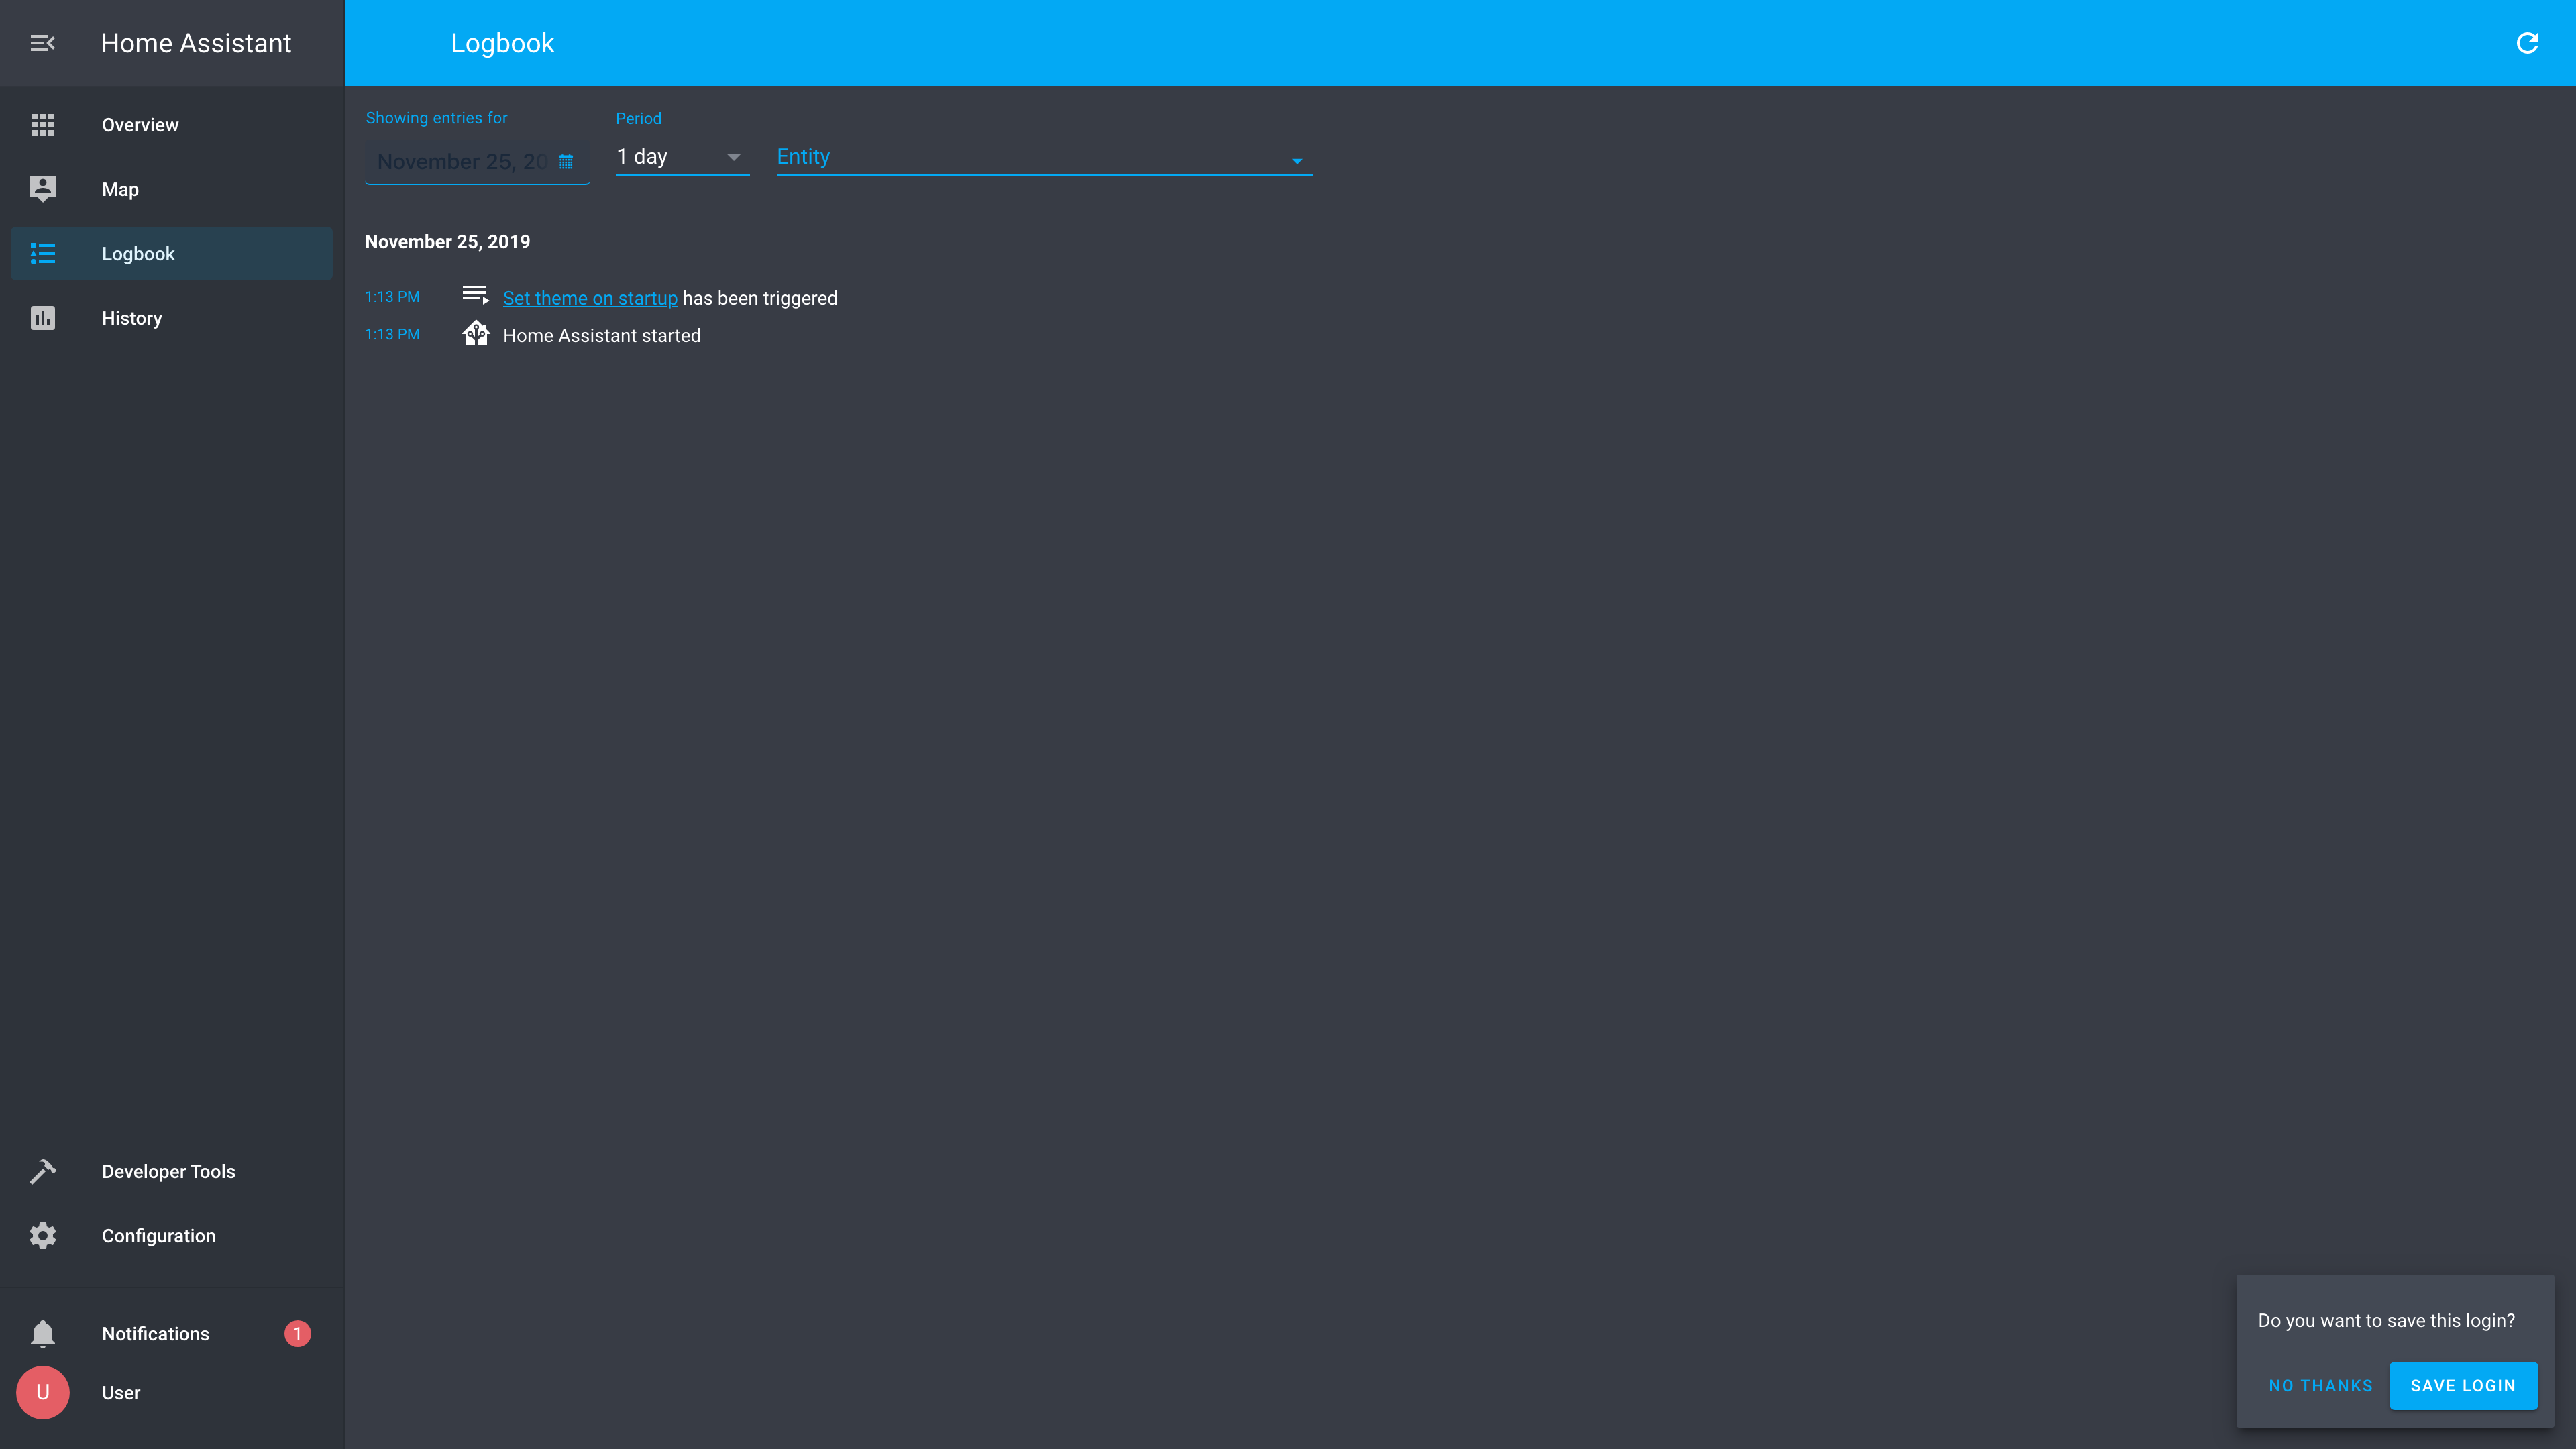 Home Assistant
Logbook
Overview
Map
Logbook
History
Developer Tools
Configuration
Notifications
1
U
User
Showing entries for
November 25, 20
Period
1 day
Entity
November 25, 2019
1:13 PM Set theme on startup has been triggered
1:13 PM Home Assistant started
Do you want to save this login?
NO THANKS SAVE LOGIN